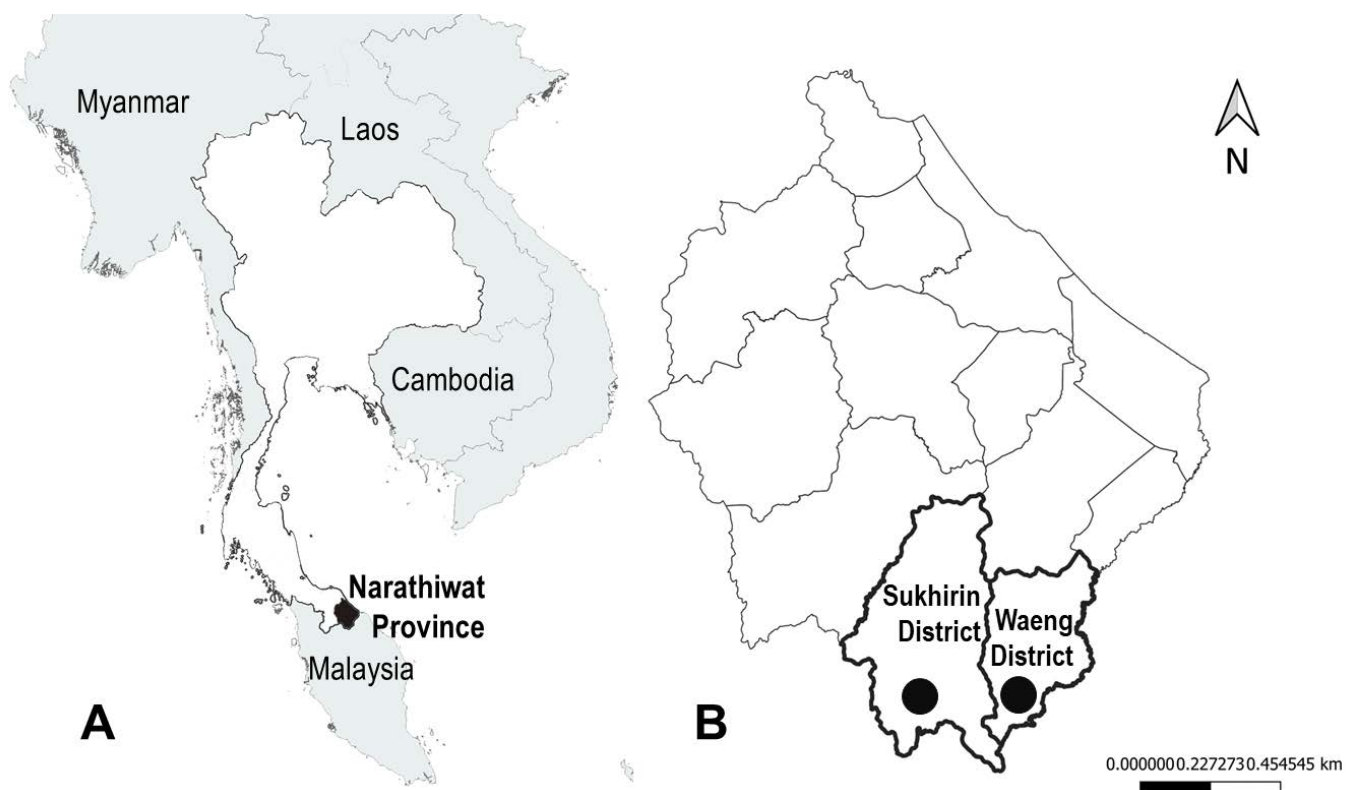 Myanmar
Laos
Cambodia
Narathiwat
Province
Malaysia
A
N
Sukhirin
District
Waeng
District
B
0.0000000.2272730.454545 km